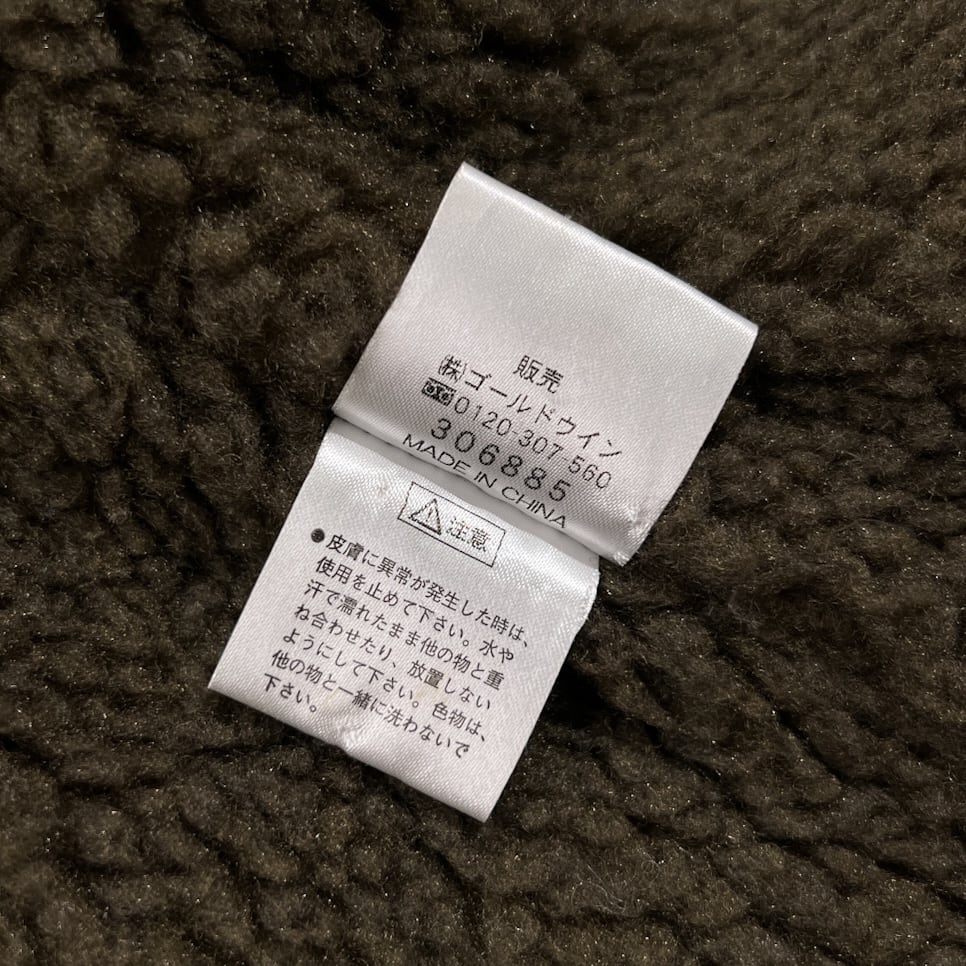 販売
(株)ゴールドウイン
0120-307-560
306885
MADE IN CHINA
注意
●皮膚に異常が発生した時は、
使用を止めて下さい。水や
汗で濡れたまま他の物と重
ね合わせたり、放置しない
ようにして下さい。色物は、
他の物と一緒に洗わないで
下さい。